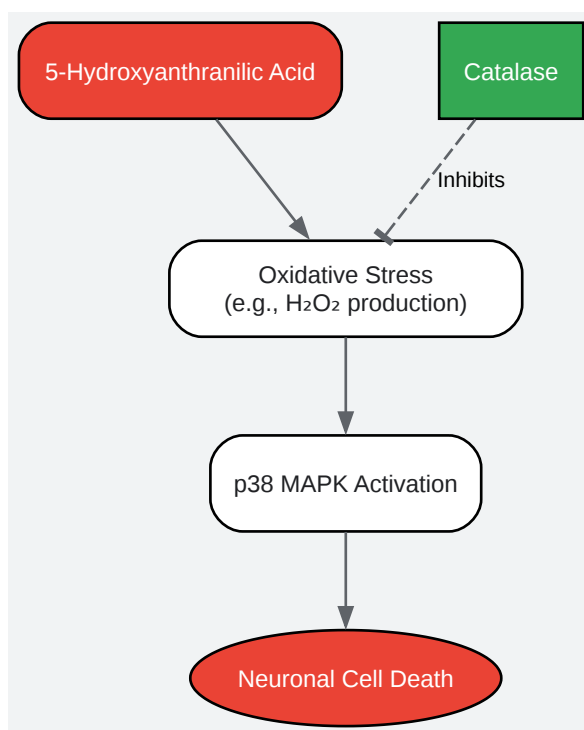 5-Hydroxyanthranilic Acid
Catalase
Inhibits
Oxidative Stress
(e.g., H₂O₂ production)
p38 MAPK Activation
Neuronal Cell Death